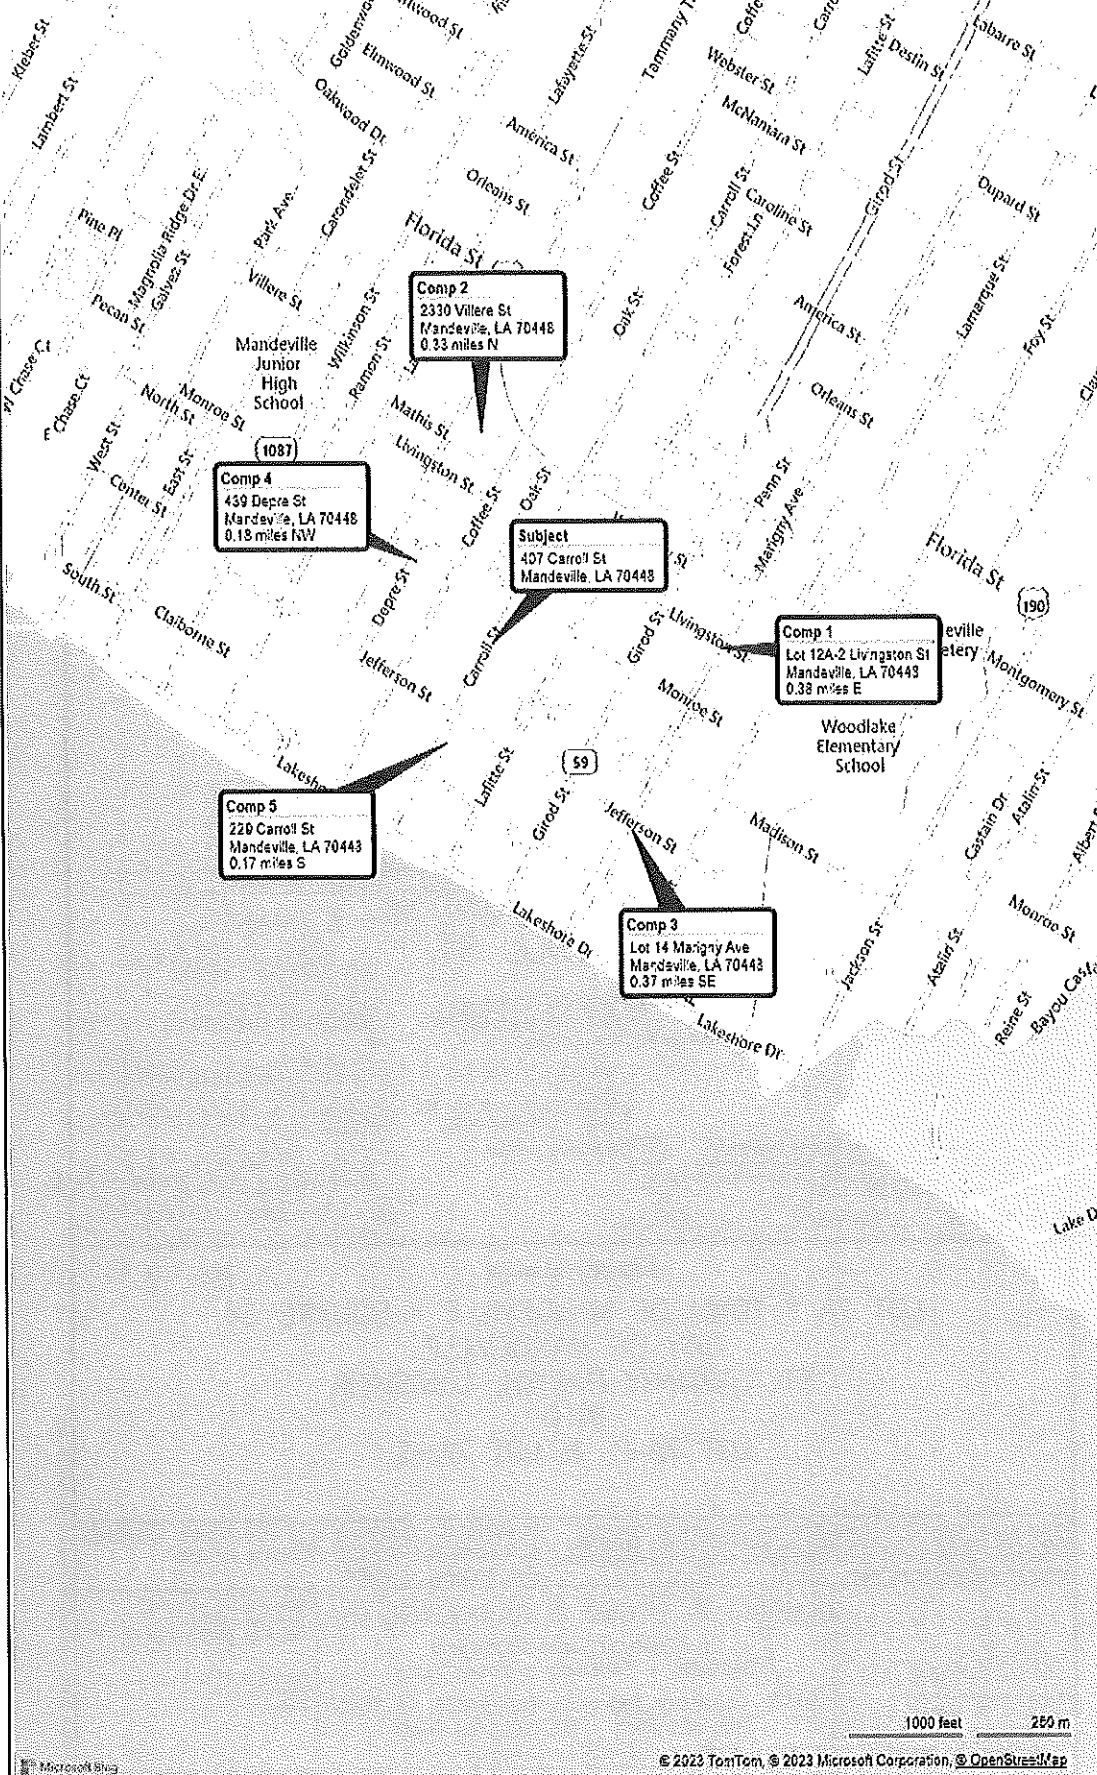 Kleber St
Lambert St
Elmwood St
Oakwood Dr
Lafayette St
Webster St
Lafitte St
Destin St
Labarre St
McNamara St
America St
Orleans St
Coffee St
Carroll St
Caroline St
Forest Ln
Girod St
Dupard St
Pine Pl
Magnolia Ridge Dr E
Galvez St
Park Ave
Carondelet St
Florida St
Villere St
Pecan St
Wilkinson St
Ramon St
Oak St
America St
Lamarque St
Foy St
Comp 2
2330 Villere St
Mandeville, LA 70448
0.33 miles N
Mandeville
Junior
High
School
E Chase Ct
North St
Monroe St
West St
East St
Center St
1087
Mathis St
Livingston St
Orleans St
Comp 4
439 Depre St
Mandeville, LA 70448
0.18 miles NW
Coffee St
Oak St
Penn St
Marigny Ave
Subject
407 Carroll St
Mandeville, LA 70448
Florida St
190
South St
Claiborne St
Depre St
Jefferson St
Carroll St
Girod St
Livingston St
Comp 1
Lot 12A-2 Livingston St
Mandeville, LA 70448
0.38 miles E
eville
etery
Montgomery St
Monroe St
Woodlake
Elementary
School
59
Lafitte St
Girod St
Comp 5
229 Carroll St
Mandeville, LA 70448
0.17 miles S
Jefferson St
Madison St
Castain Dr
Atalin St
Lakeshore Dr
Comp 3
Lot 14 Marigny Ave
Mandeville, LA 70448
0.37 miles SE
Jackson St
Atalin St
Monroe St
Reine St
Lakeshore Dr
1000 feet
250 m
Microsoft Bing
© 2023 TomTom, © 2023 Microsoft Corporation, © OpenStreetMap